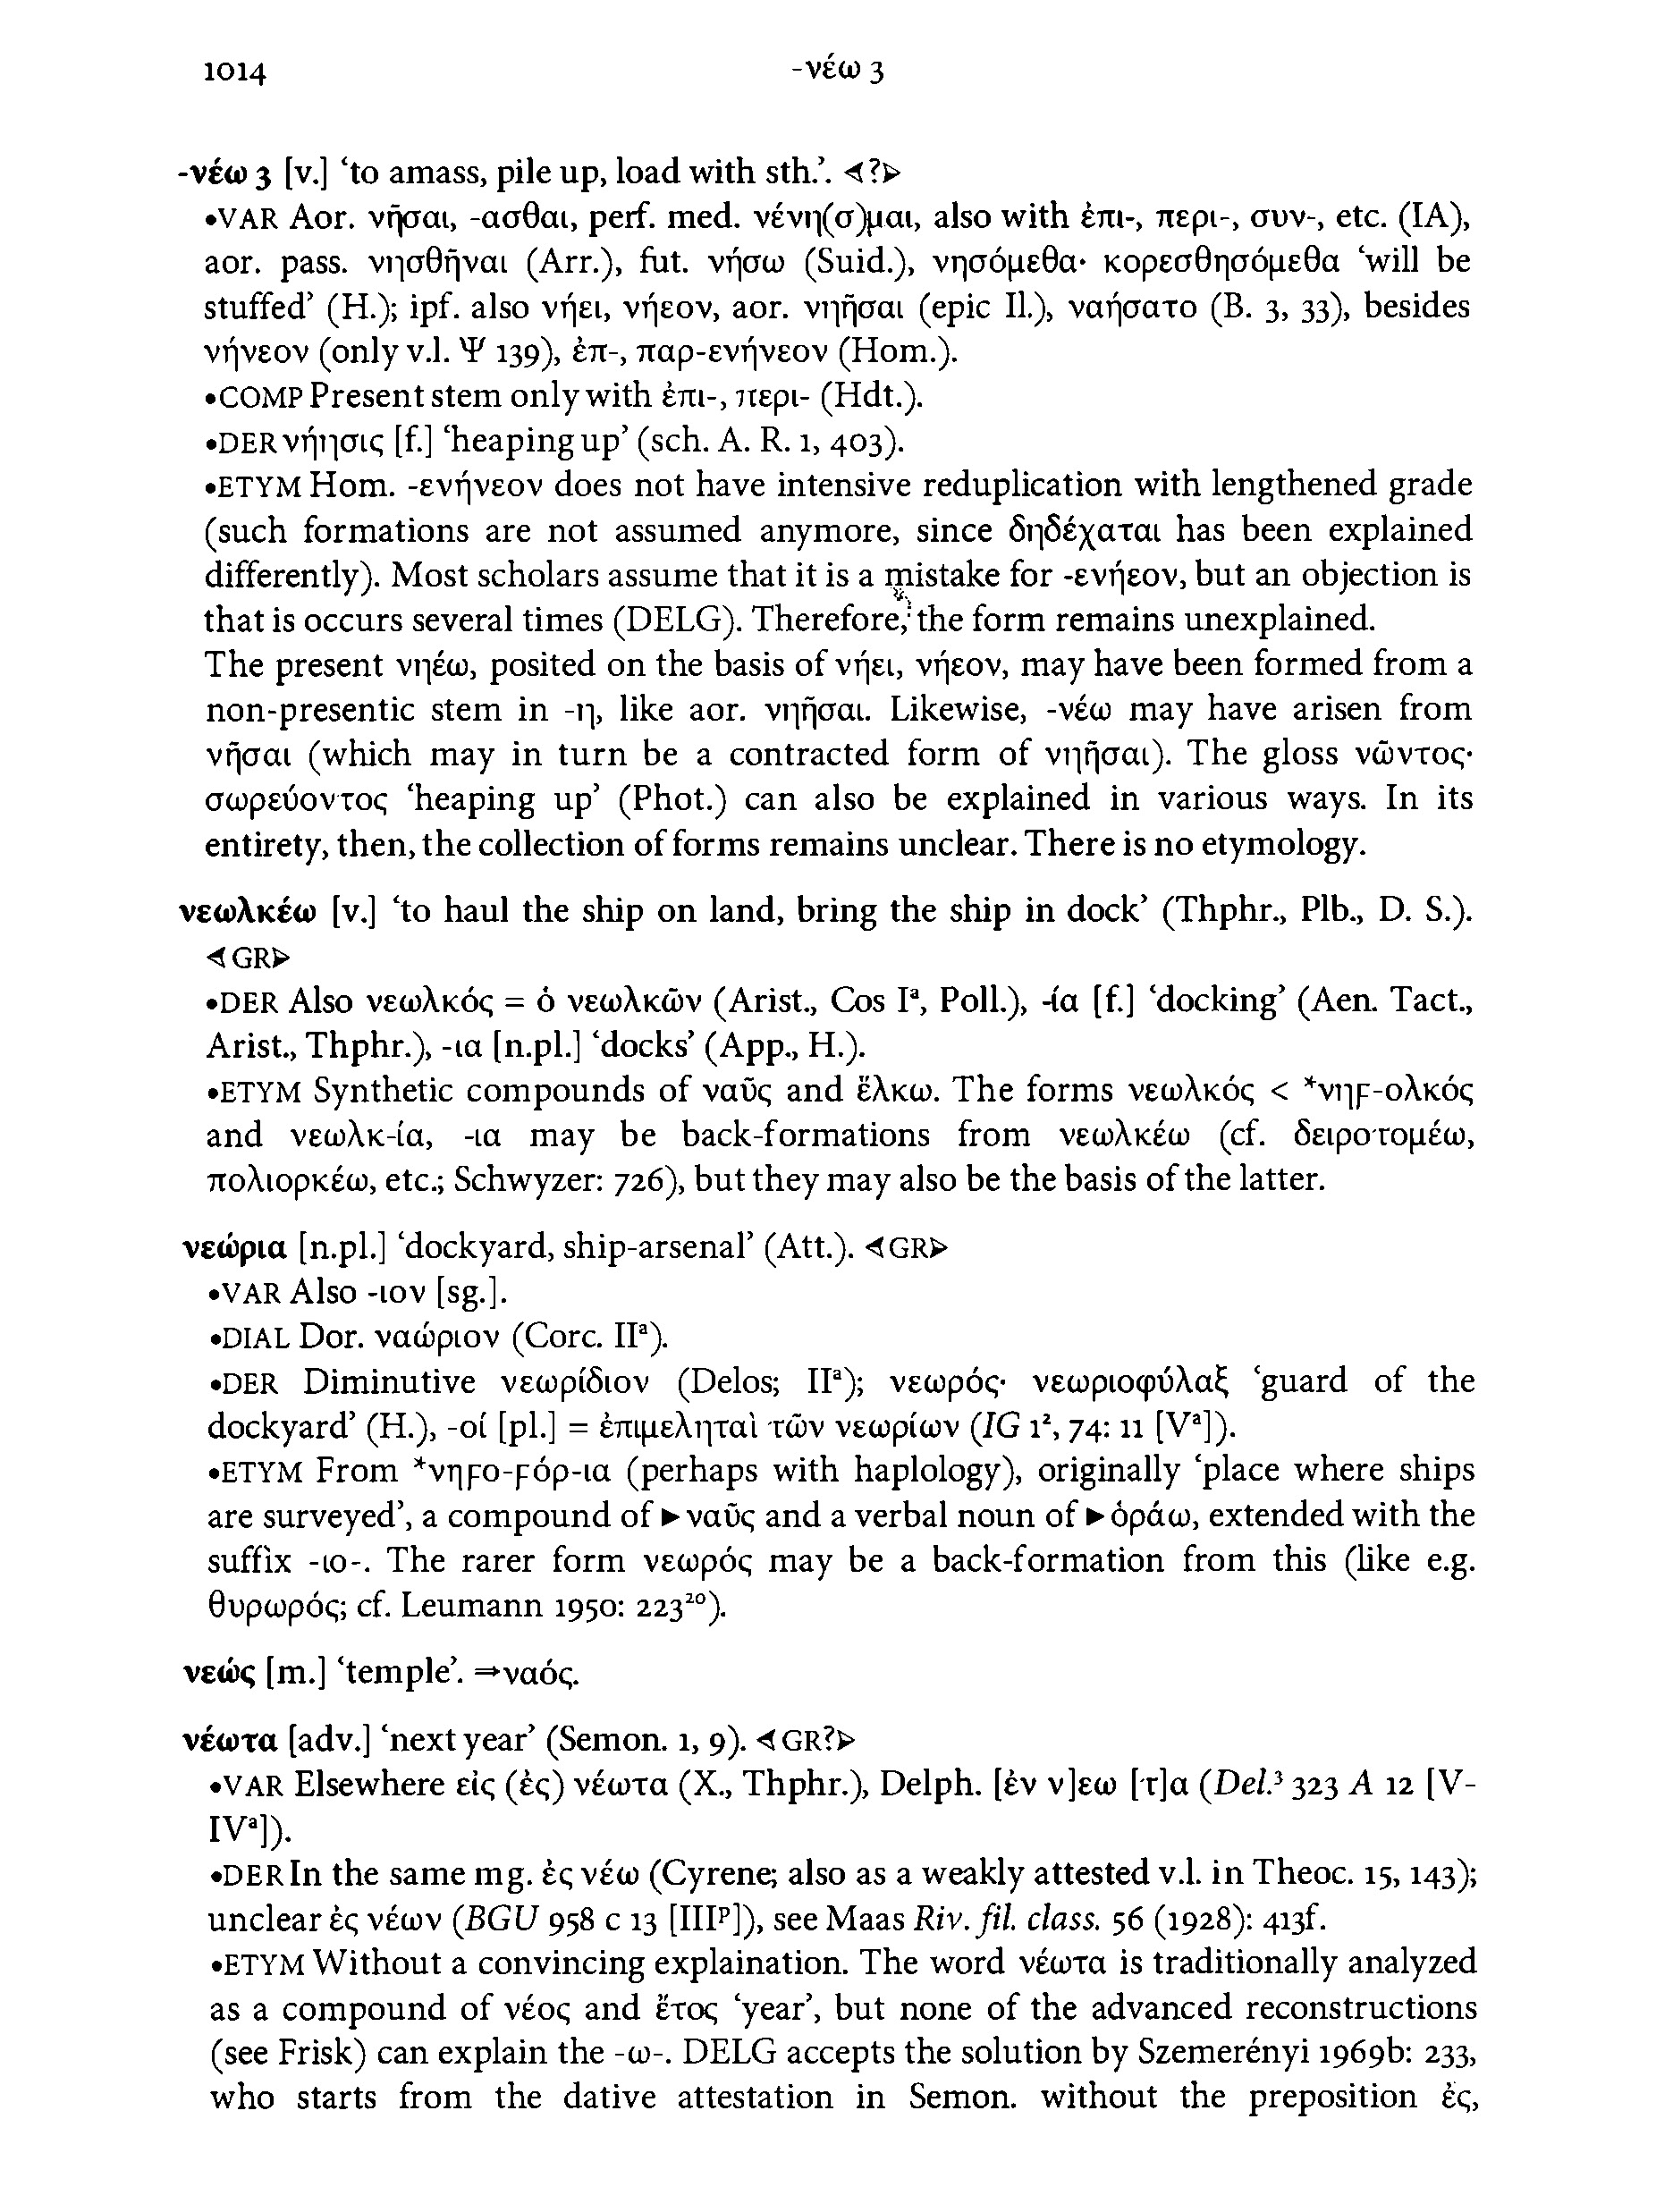 1014 -νέω 3
-νέω 3 [v.] ‘to amass, pile up, load with sth.’. ⊲?⊳
•VAR Aor. νῆσαι, -ασθαι, perf. med. νένη(σ)μαι, also with ἐπι-, περι-, συν-, etc. (IA),
aor. pass. νησθῆναι (Arr.), fut. νήσω (Suid.), νησόμεθα· κορεσθησόμεθα ‘will be
stuffed’ (H.); ipf. also νήει, νήεον, aor. νηῆσαι (epic Il.), ναήσατο (B. 3, 33), besides
νήνεον (only v.l. Ψ 139), ἐπ-, παρ-ενήνεον (Hom.).
•COMP Present stem only with ἐπι-, περι- (Hdt.).
•DER νήησις [f.] ‘heaping up’ (sch. A. R. 1, 403).
•ETYM Hom. -ενήνεον does not have intensive reduplication with lengthened grade
(such formations are not assumed anymore, since δηδέχαται has been explained
differently). Most scholars assume that it is a mistake for -ενήεον, but an objection is
that is occurs several times (DELG). Therefore, the form remains unexplained.
The present νηέω, posited on the basis of νήει, νήεον, may have been formed from a
non-presentic stem in -η, like aor. νηῆσαι. Likewise, -νέω may have arisen from
νῆσαι (which may in turn be a contracted form of νηῆσαι). The gloss νῶντος·
σωρεύοντος ‘heaping up’ (Phot.) can also be explained in various ways. In its
entirety, then, the collection of forms remains unclear. There is no etymology.
νεωλκέω [v.] ‘to haul the ship on land, bring the ship in dock’ (Thphr., Plb., D. S.).
⊲GR⊳
•DER Also νεωλκός = ὁ νεωλκῶν (Arist., Cos Iᵃ, Poll.), -ία [f.] ‘docking’ (Aen. Tact.,
Arist., Thphr.), -ια [n.pl.] ‘docks’ (App., H.).
•ETYM Synthetic compounds of ναῦς and ἕλκω. The forms νεωλκός < *νηϝ-ολκός
and νεωλκ-ία, -ια may be back-formations from νεωλκέω (cf. δειροτομέω,
πολιορκέω, etc.; Schwyzer: 726), but they may also be the basis of the latter.
νεώρια [n.pl.] ‘dockyard, ship-arsenal’ (Att.). ⊲GR⊳
•VAR Also -ιον [sg.].
•DIAL Dor. ναώριον (Corc. IIᵃ).
•DER Diminutive νεωρίδιον (Delos; IIᵃ); νεωρός· νεωριοφύλαξ ‘guard of the
dockyard’ (H.), -οί [pl.] = ἐπιμεληταὶ τῶν νεωρίων (IG 1², 74: 11 [Vᵃ]).
•ETYM From *νηϝο-ϝόρ-ια (perhaps with haplology), originally ‘place where ships
are surveyed’, a compound of ►ναῦς and a verbal noun of ►ὁράω, extended with the
suffix -ιο-. The rarer form νεωρός may be a back-formation from this (like e.g.
θυρωρός; cf. Leumann 1950: 223²⁰).
νεώς [m.] ‘temple’. ⇒ναός.
νέωτα [adv.] ‘next year’ (Semon. 1, 9). ⊲GR?⊳
•VAR Elsewhere εἰς (ἐς) νέωτα (X., Thphr.), Delph. [ἐν ν]εω [τ]α (Del.³ 323 A 12 [V-
IVᵃ]).
•DER In the same mg. ἐς νέω (Cyrene; also as a weakly attested v.l. in Theoc. 15, 143);
unclear ἐς νέων (BGU 958 c 13 [IIIᵖ]), see Maas Riv. fil. class. 56 (1928): 413f.
•ETYM Without a convincing explaination. The word νέωτα is traditionally analyzed
as a compound of νέος and ἔτος ‘year’, but none of the advanced reconstructions
(see Frisk) can explain the -ω-. DELG accepts the solution by Szemerényi 1969b: 233,
who starts from the dative attestation in Semon. without the preposition ἐς,